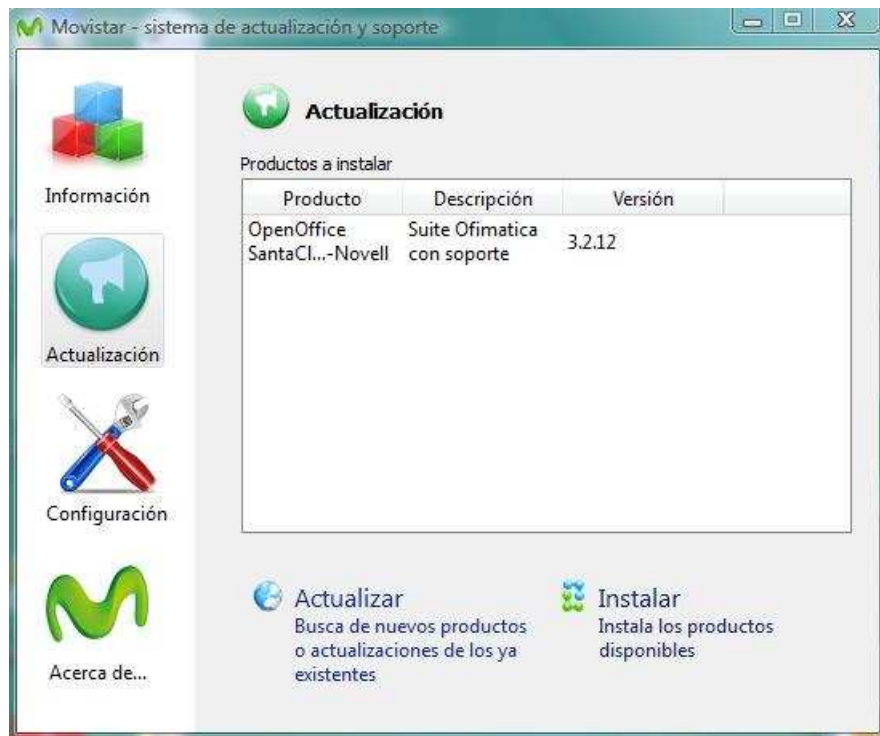 Movistar - sistema de actualización y soporte
Información
Actualización
Configuración
Acerca de...
Actualización
Productos a instalar
Producto Descripción Versión
OpenOffice Suite Ofimatica
SantaCl...-Novell con soporte 3.2.12
Actualizar
Busca de nuevos productos
o actualizaciones de los ya
existentes
Instalar
Instala los productos
disponibles